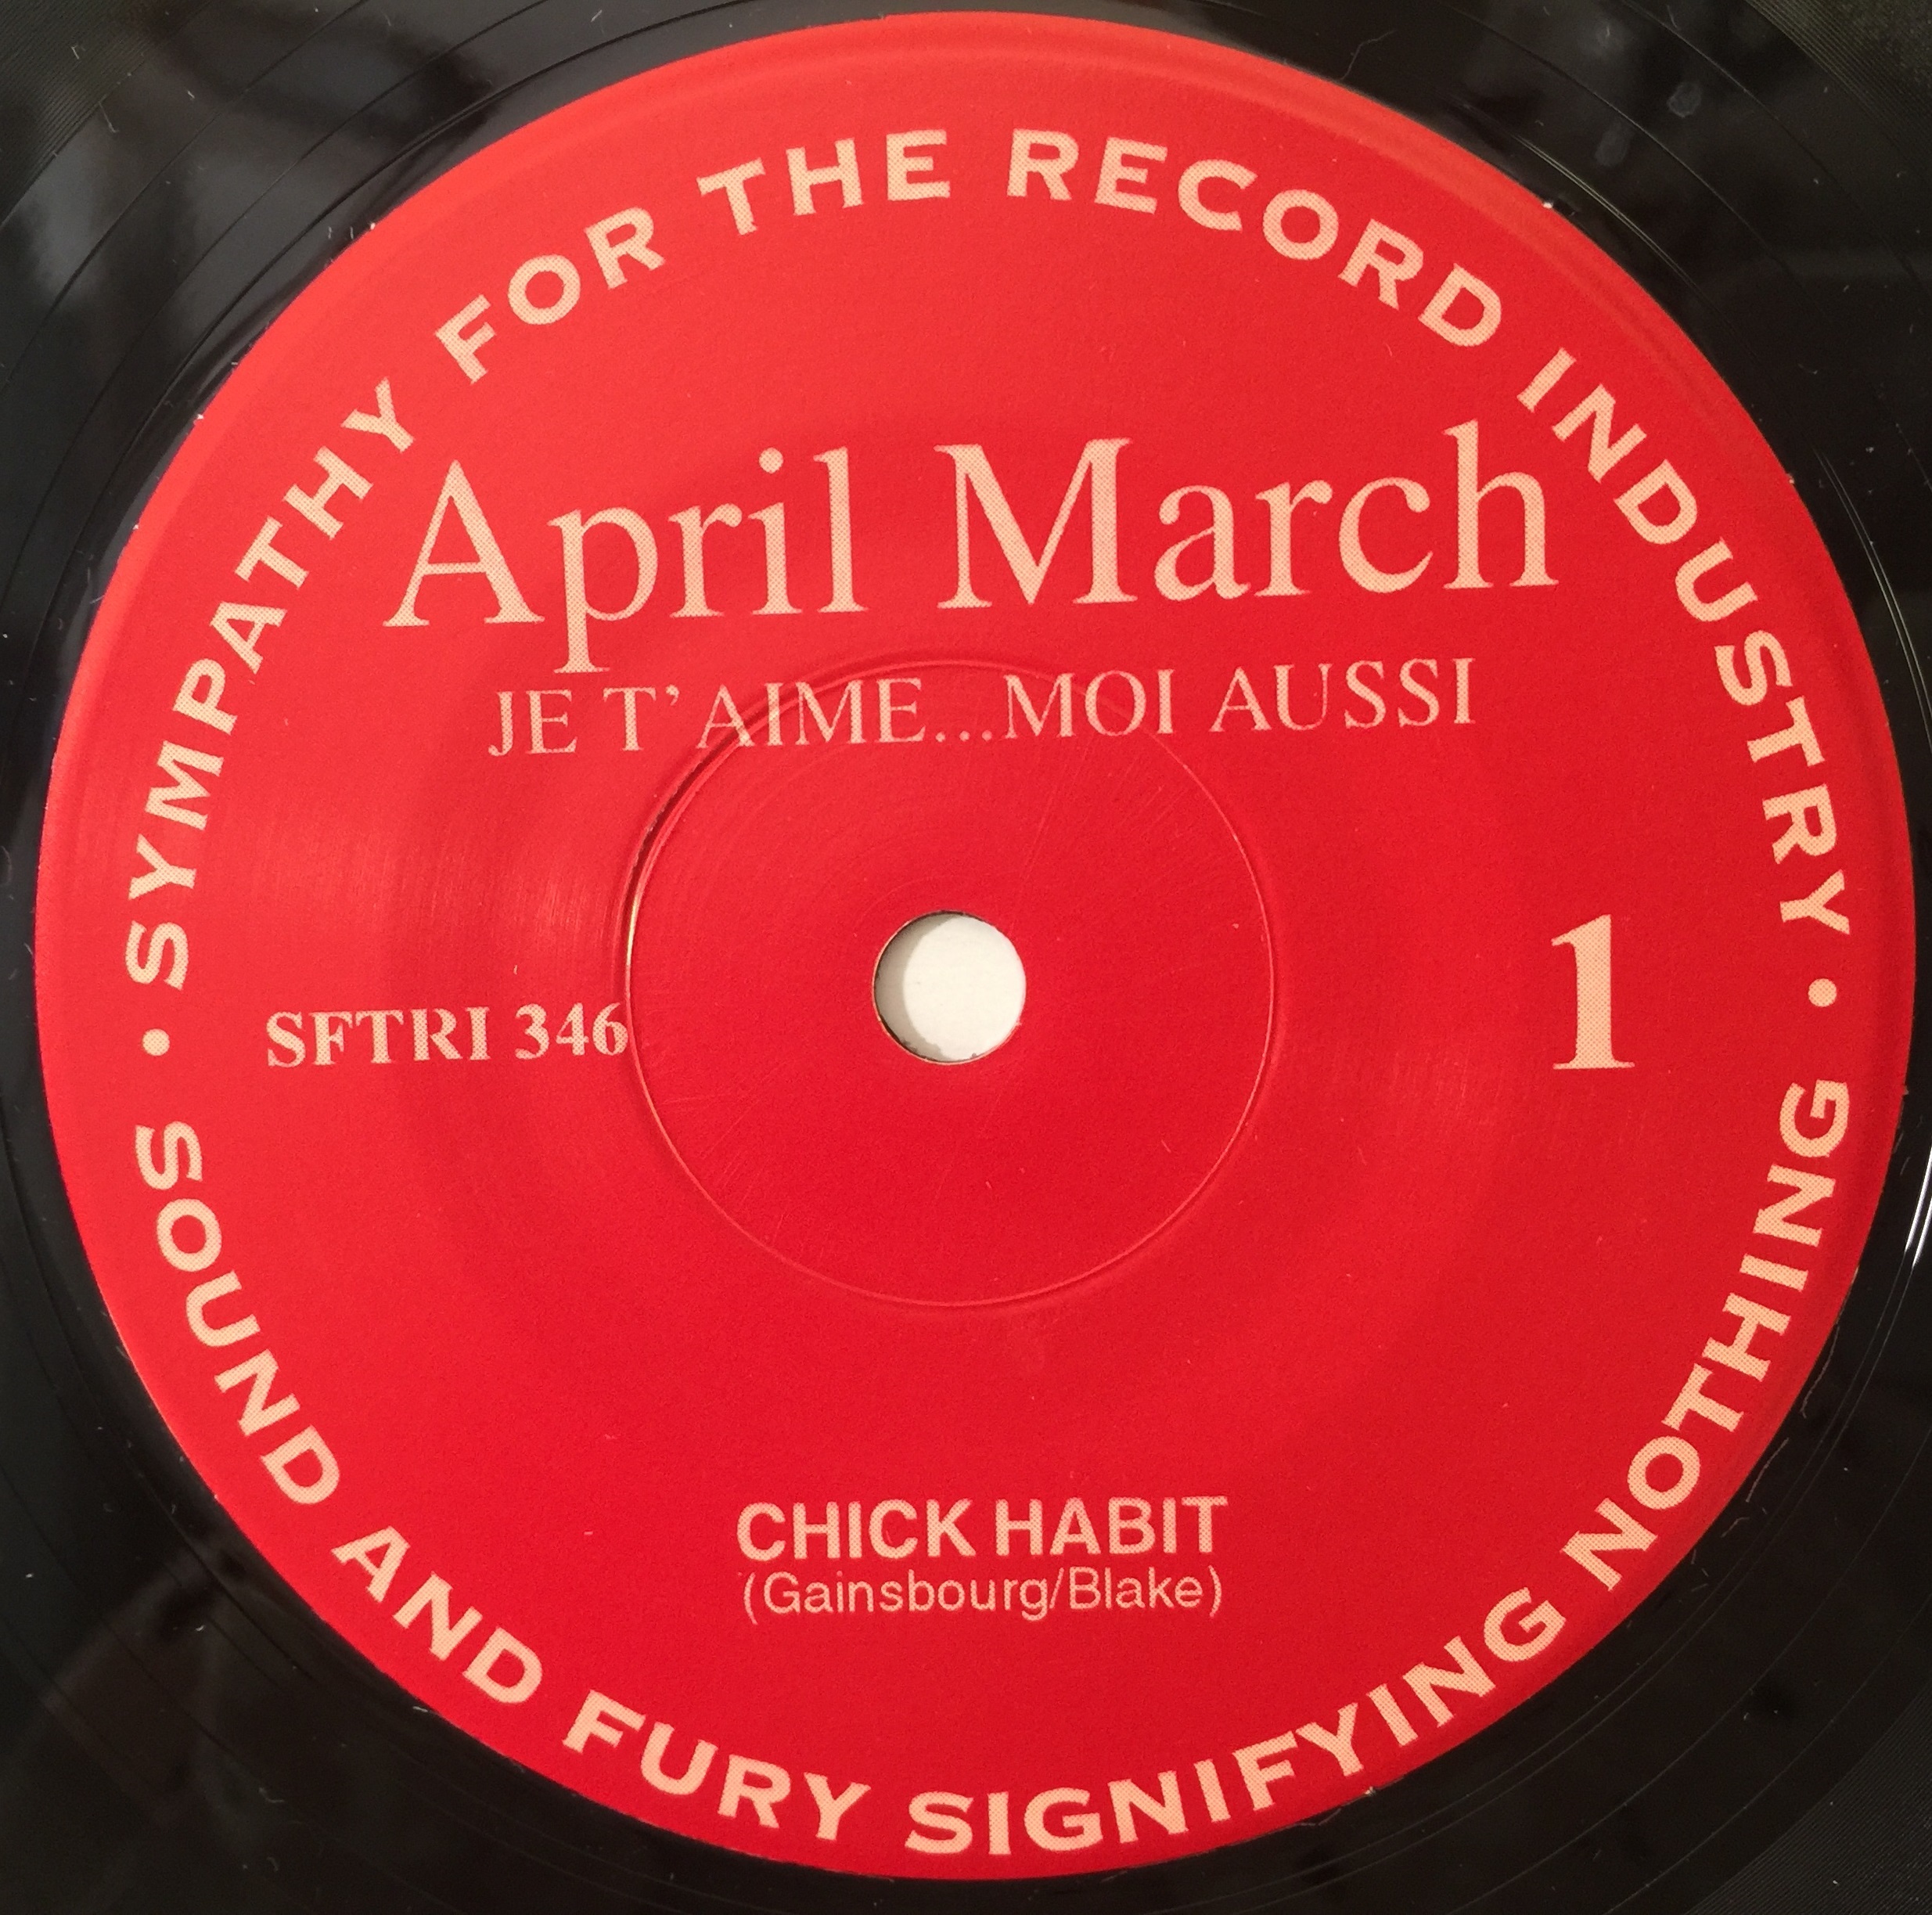 SYMPATHY FOR THE RECORD INDUSTRY •
April March
JE T'AIME...MOI AUSSI
SFTRI 346
1
CHICK HABIT
(Gainsbourg/Blake)
SOUND AND FURY SIGNIFYING NOTHING •